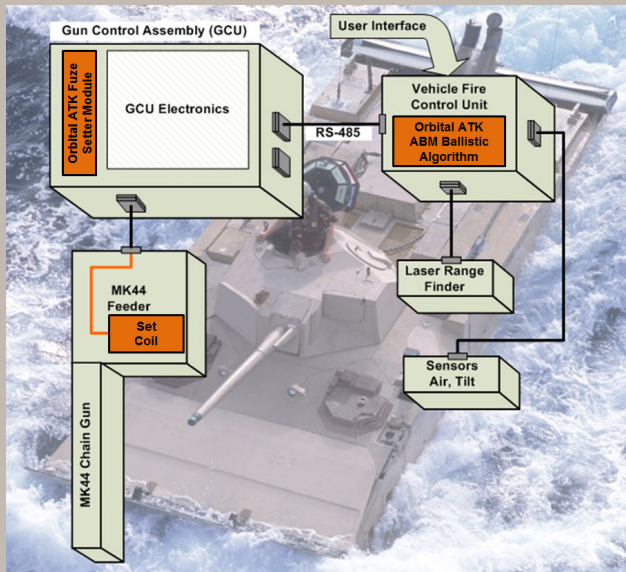 Gun Control Assembly (GCU)
User Interface
Orbital ATK Fuze
Setter Module
GCU Electronics
Vehicle Fire
Control Unit
RS-485
Orbital ATK
ABM Ballistic
Algorithm
MK44
Feeder
Set
Coil
Laser Range
Finder
Sensors
Air, Tilt
MK44 Chain Gun